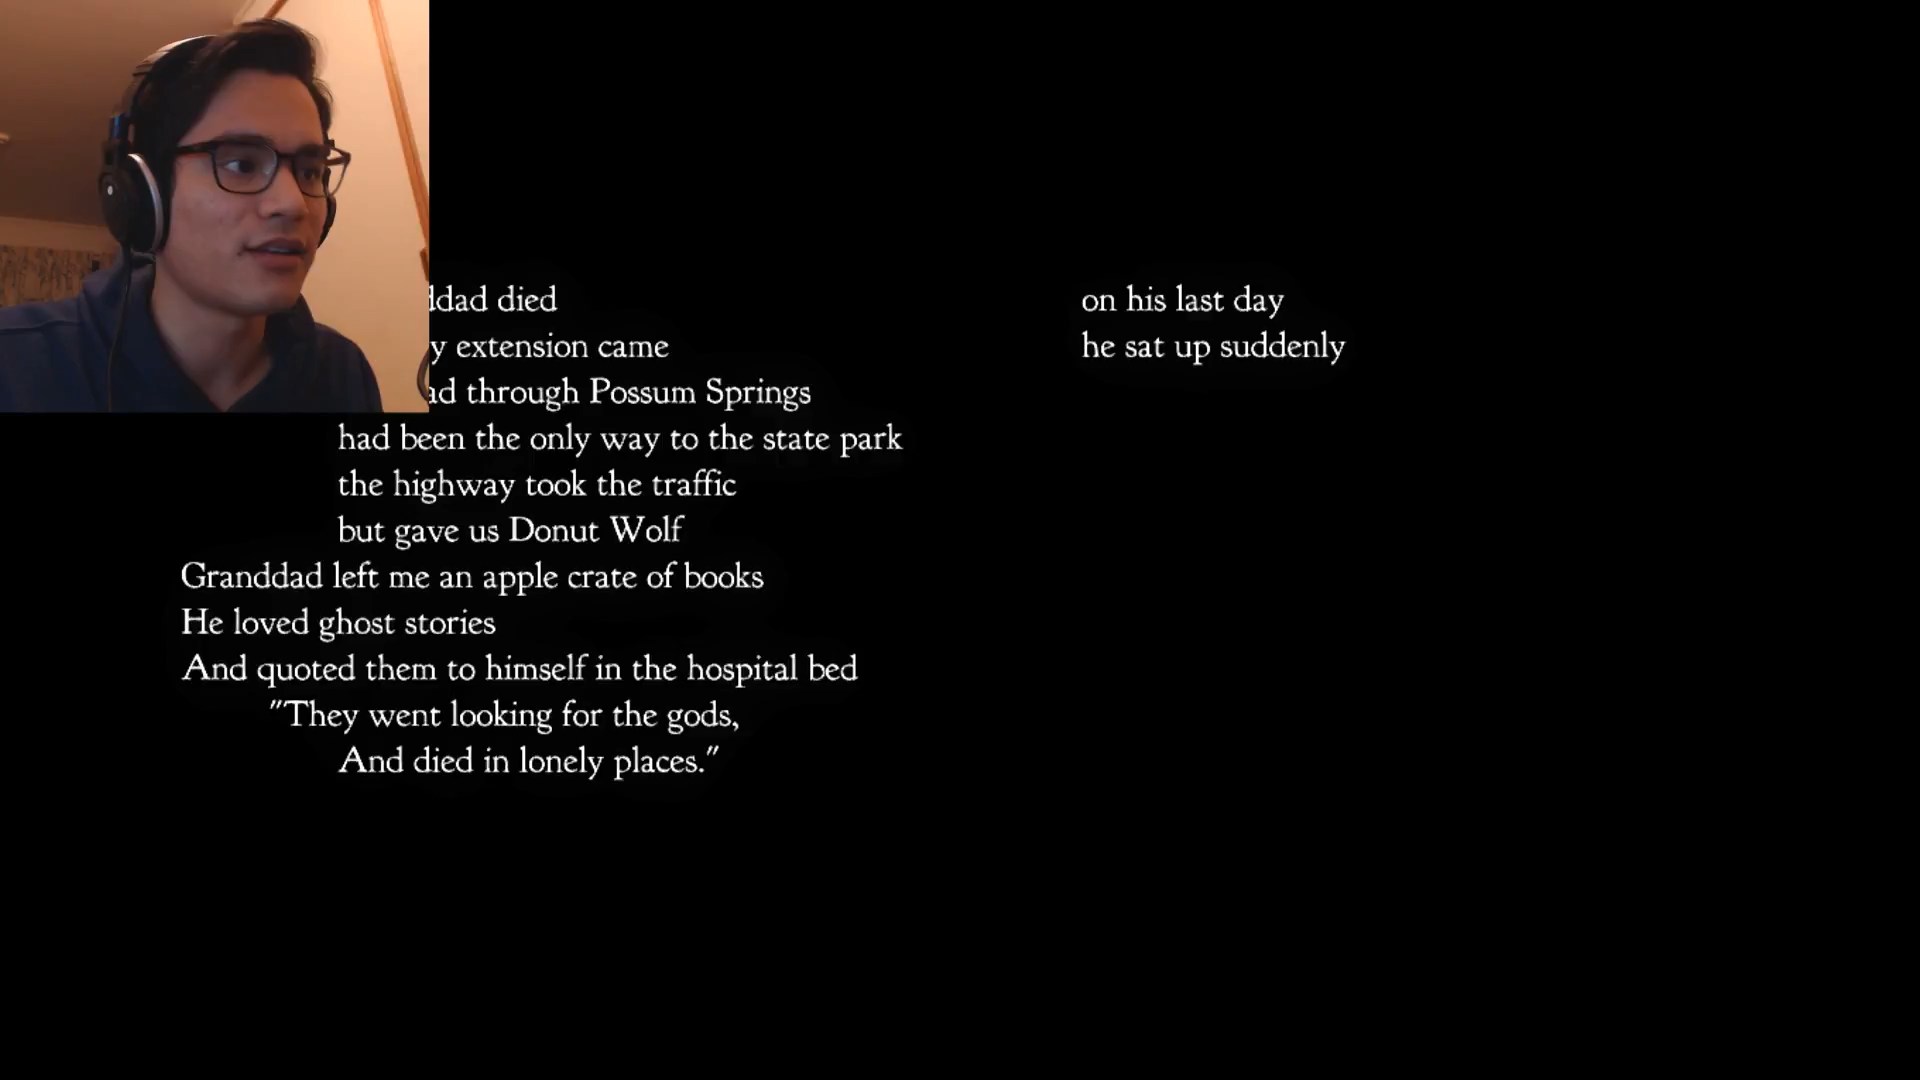 died
extension came
through Possum Springs
had been the only way to the state park
the highway took the traffic
but gave us Donut Wolf
Granddad left me an apple crate of books
He loved ghost stories
And quoted them to himself in the hospital bed
"They went looking for the gods,
And died in lonely places."
on his last day
he sat up suddenly